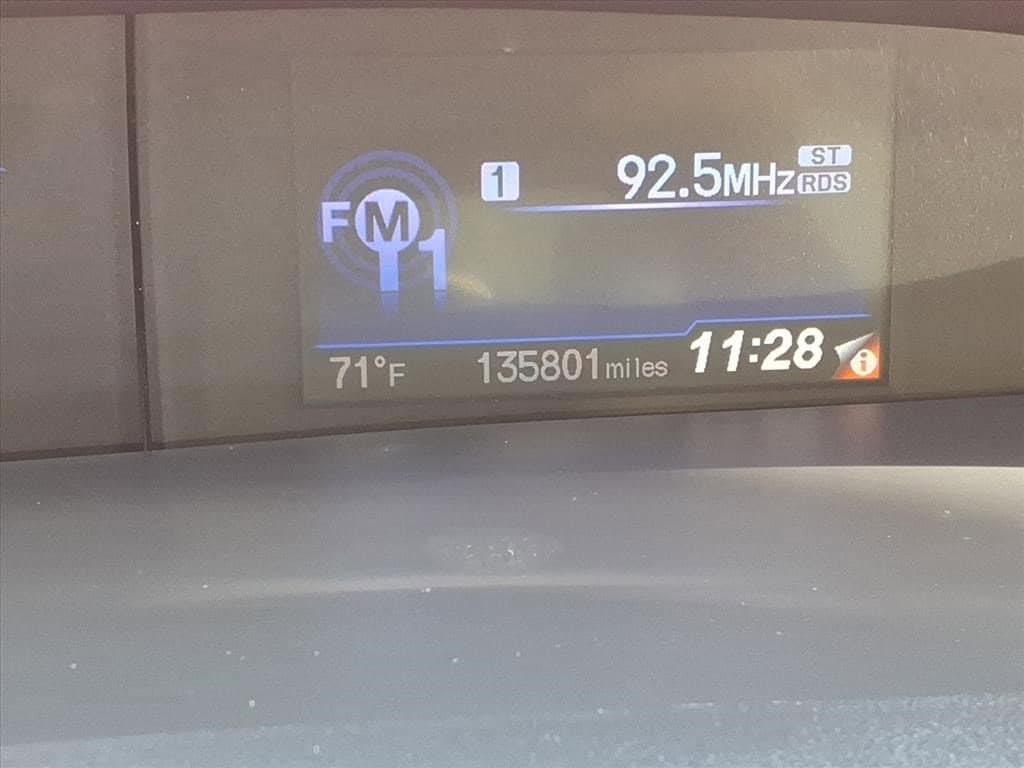 1 92.5MHz ST
RDS
FM1
71°F 135801miles 11:28 i